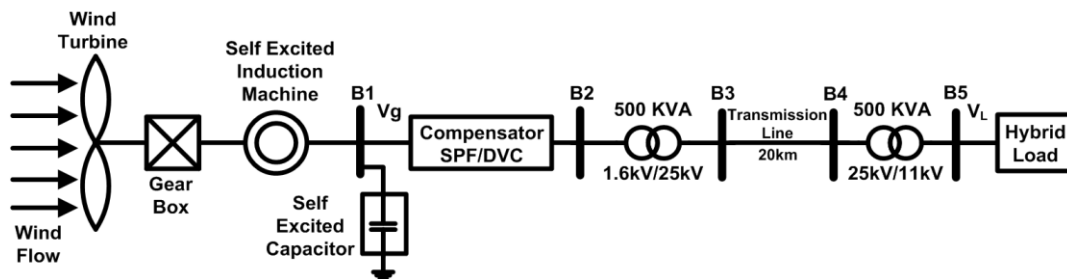 Wind
Turbine
Wind
Flow
Gear
Box
Self Excited
Induction
Machine
B1
Vg
Self
Excited
Capacitor
Compensator
SPF/DVC
B2
500 KVA
1.6kV/25kV
B3
Transmission
Line
20km
B4
500 KVA
25kV/11kV
B5
VL
Hybrid
Load